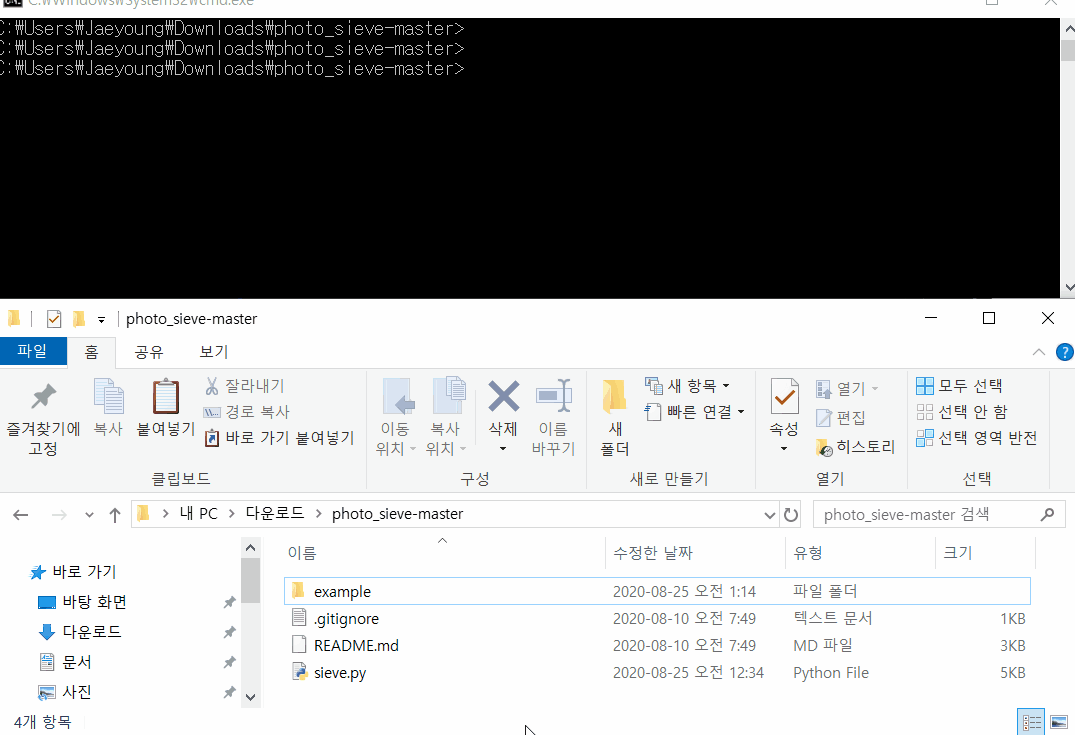 C:₩Windows₩System32₩cmd.exe
C:₩Users₩Jaeyoung₩Downloads₩photo_sieve-master>
C:₩Users₩Jaeyoung₩Downloads₩photo_sieve-master>
C:₩Users₩Jaeyoung₩Downloads₩photo_sieve-master>
photo_sieve-master
파일 홈 공유 보기
즐겨찾기에 고정
복사
붙여넣기
잘라내기
경로 복사
바로 가기 붙여넣기
클립보드
이동 위치
복사 위치
삭제
이름 바꾸기
구성
새 폴더
새 항목
빠른 연결
새로 만들기
속성
열기
편집
히스토리
열기
모두 선택
선택 안 함
선택 영역 반전
선택
내 PC > 다운로드 > photo_sieve-master
photo_sieve-master 검색
바로 가기
바탕 화면
다운로드
문서
사진
이름 수정한 날짜 유형 크기
example 2020-08-25 오전 1:14 파일 폴더
.gitignore 2020-08-10 오전 7:49 텍스트 문서 1KB
README.md 2020-08-10 오전 7:49 MD 파일 3KB
sieve.py 2020-08-25 오전 12:34 Python File 5KB
4개 항목